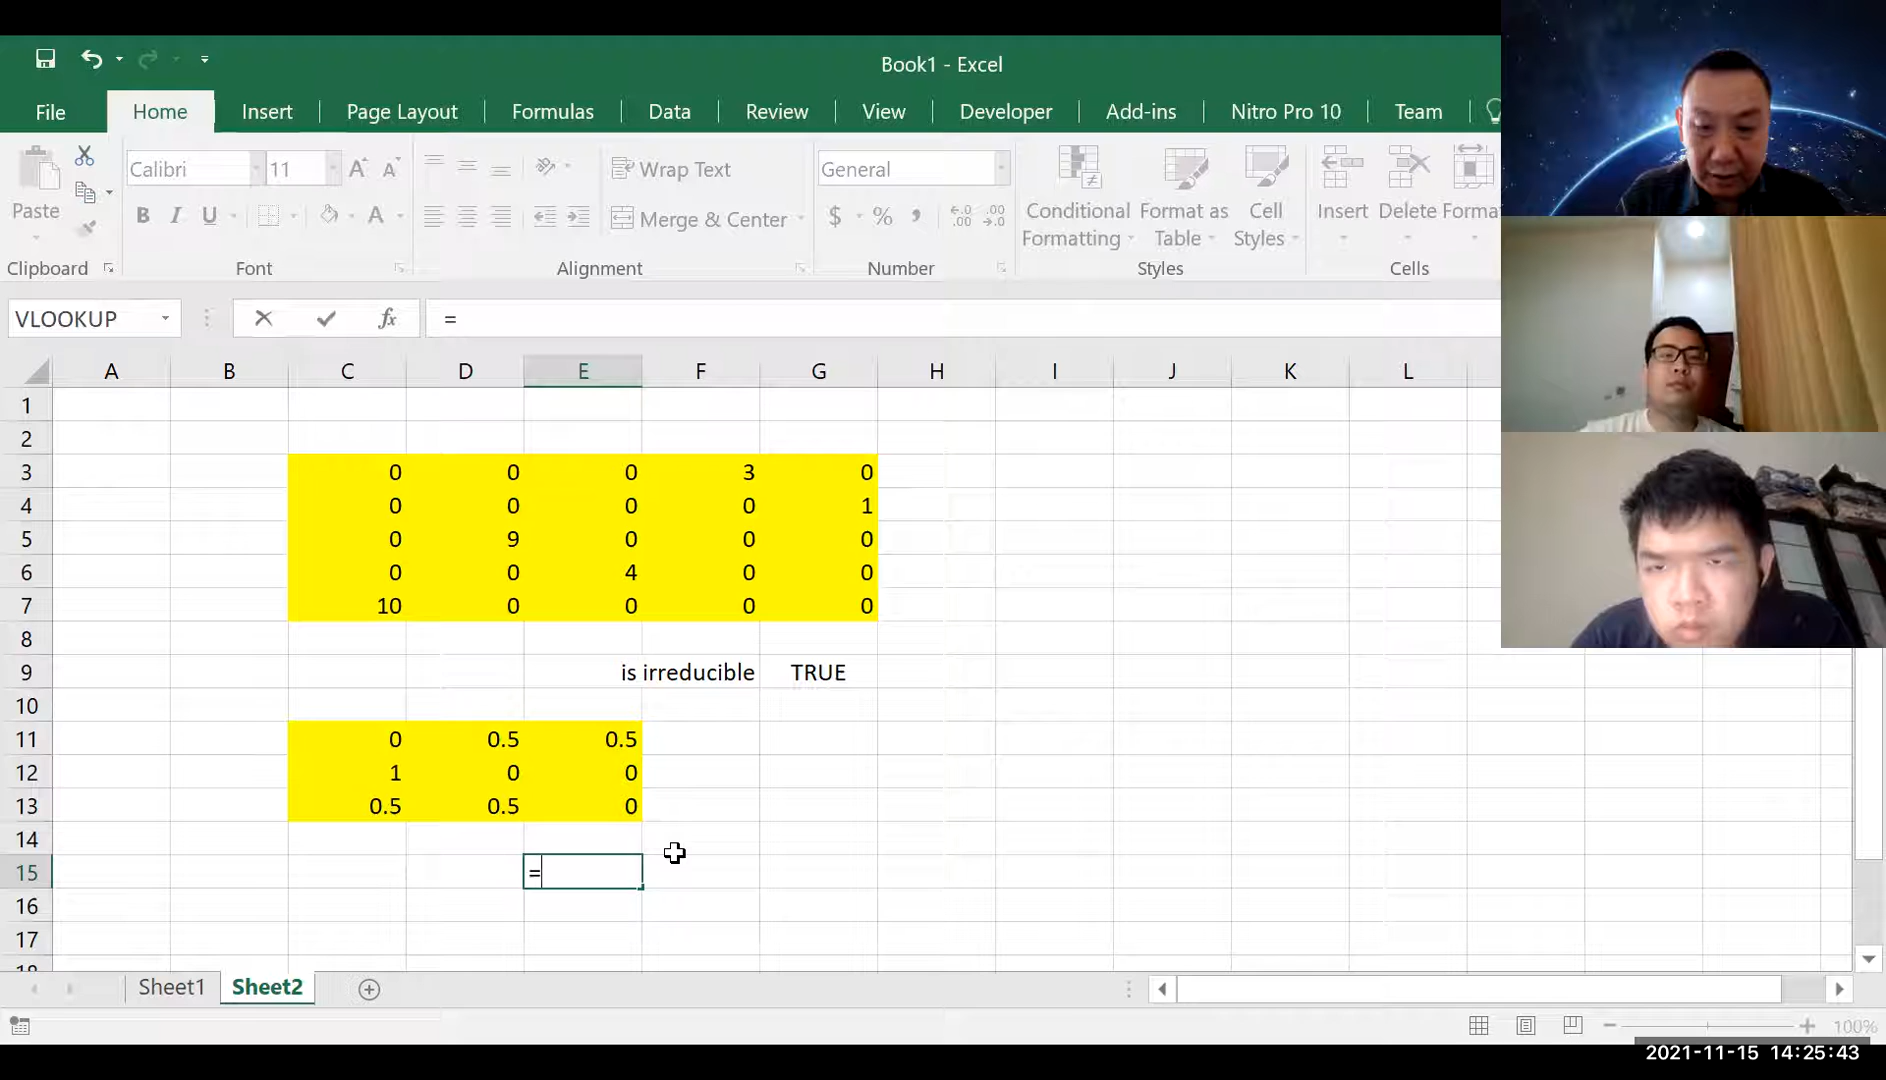 Book1 - Excel
File Home Insert Page Layout Formulas Data Review View Developer Add-ins Nitro Pro 10 Team
Calibri 11 Wrap Text General
Paste B I U Merge & Center $ % Conditional Formatting Format as Table Cell Styles Insert Delete Format
Clipboard Font Alignment Number Styles Cells
VLOOKUP fx =
A B C D E F G H I J K L
1
2
3 0 0 0 3 0
4 0 0 0 0 1
5 0 9 0 0 0
6 0 0 4 0 0
7 10 0 0 0 0
8
9 is irreducible TRUE
10
11 0 0.5 0.5
12 1 0 0
13 0.5 0.5 0
14
15 =
16
17
18
Sheet1 Sheet2
100%
2021-11-15 14:25:43